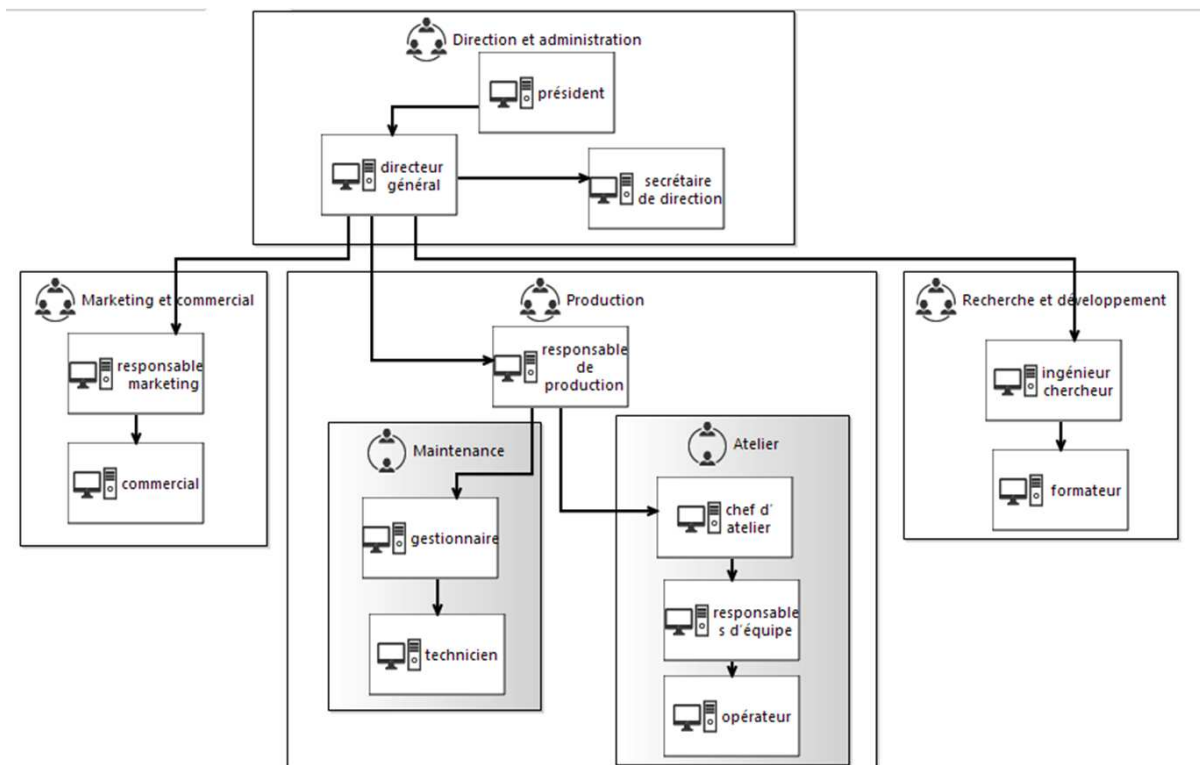 Direction et administration
président
directeur
général
secrétaire
de direction
Marketing et commercial
responsable
marketing
commercial
Production
responsable
de
production
Maintenance
gestionnaire
technicien
Atelier
chef d´
atelier
responsable
s d´équipe
opérateur
Recherche et développement
ingénieur
chercheur
formateur